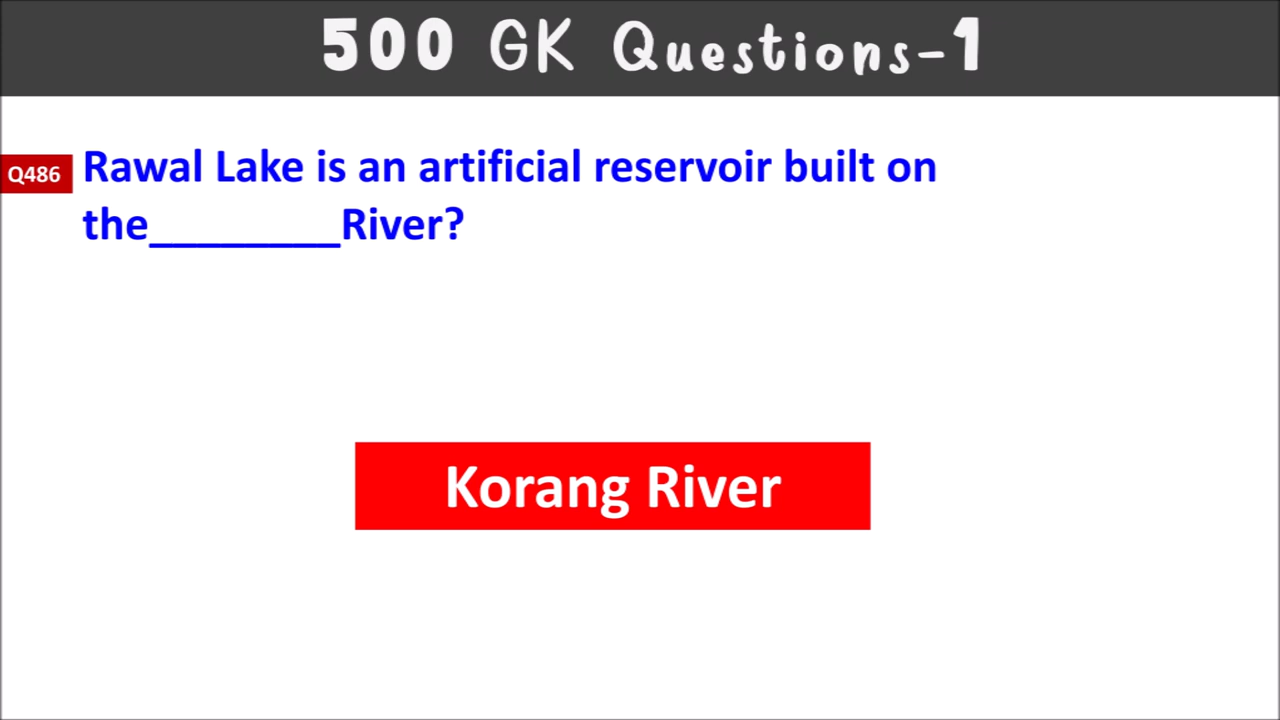 500 GK Questions-1
Q486 Rawal Lake is an artificial reservoir built on
the________River?
Korang River